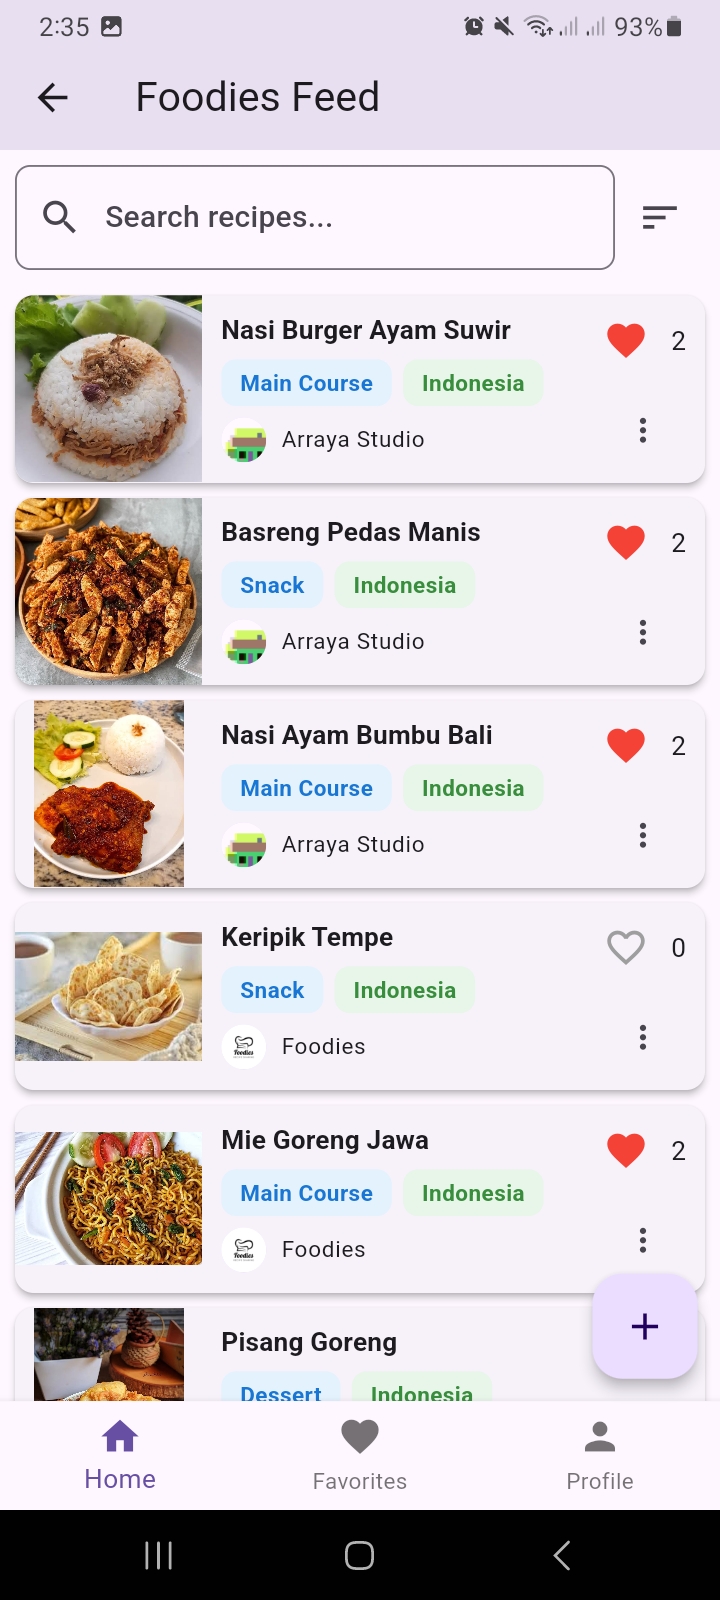 2:35 93%
Foodies Feed
Search recipes...
Nasi Burger Ayam Suwir 2
Main Course Indonesia
Arraya Studio
Basreng Pedas Manis 2
Snack Indonesia
Arraya Studio
Nasi Ayam Bumbu Bali 2
Main Course Indonesia
Arraya Studio
Keripik Tempe 0
Snack Indonesia
Foodies
Foodies
Mie Goreng Jawa 2
Main Course Indonesia
Foodies
Foodies
Pisang Goreng
Dessert Indonesia
Home Favorites Profile